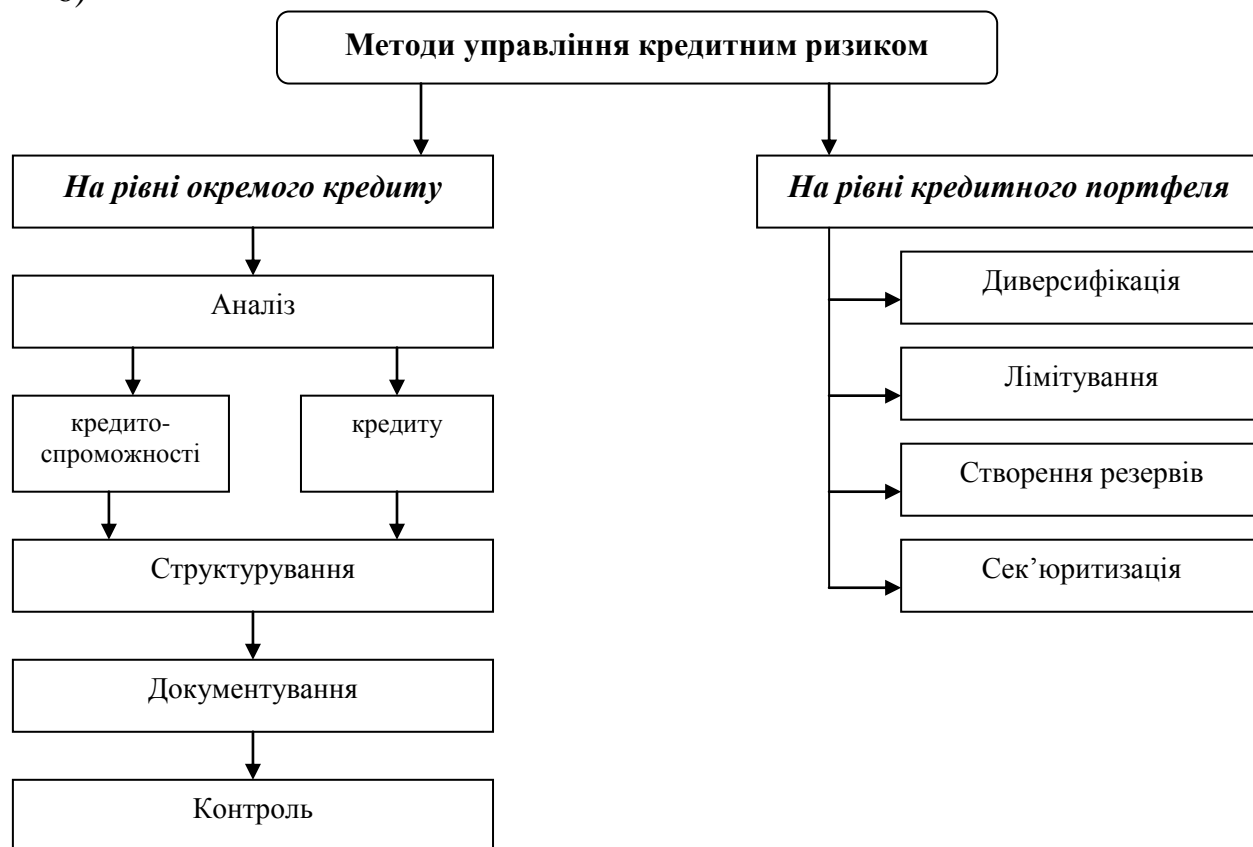 Методи управління кредитним ризиком
На рівні окремого кредиту
На рівні кредитного портфеля
Аналіз
кредито-
спроможності
кредиту
Структурування
Документування
Контроль
Диверсифікація
Лімітування
Створення резервів
Сек’юритизація